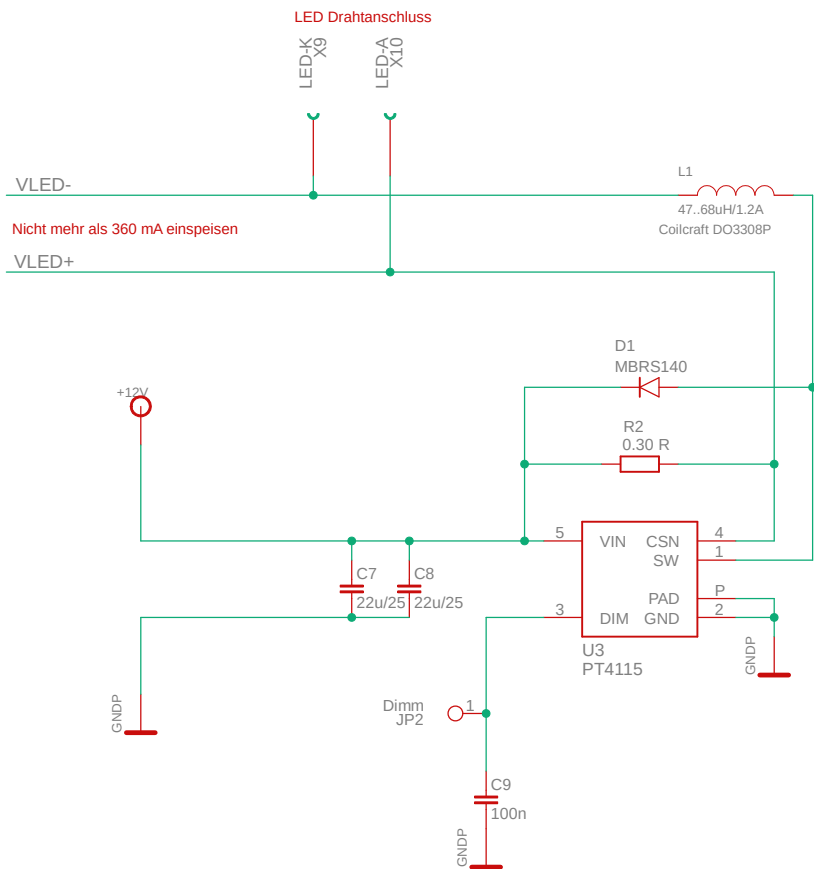 LED Drahtanschluss
LED-K
X9
LED-A
X10
VLED-
L1
47..68uH/1.2A
Coilcraft DO3308P
Nicht mehr als 360 mA einspeisen
VLED+
D1
MBRS140
+12V
R2
0.30 R
5 VIN CSN 4
SW 1
PAD P
3 DIM GND 2
C7
22u/25
C8
22u/25
U3
PT4115
GNDP
GNDP
Dimm
JP2
1
C9
100n
GNDP